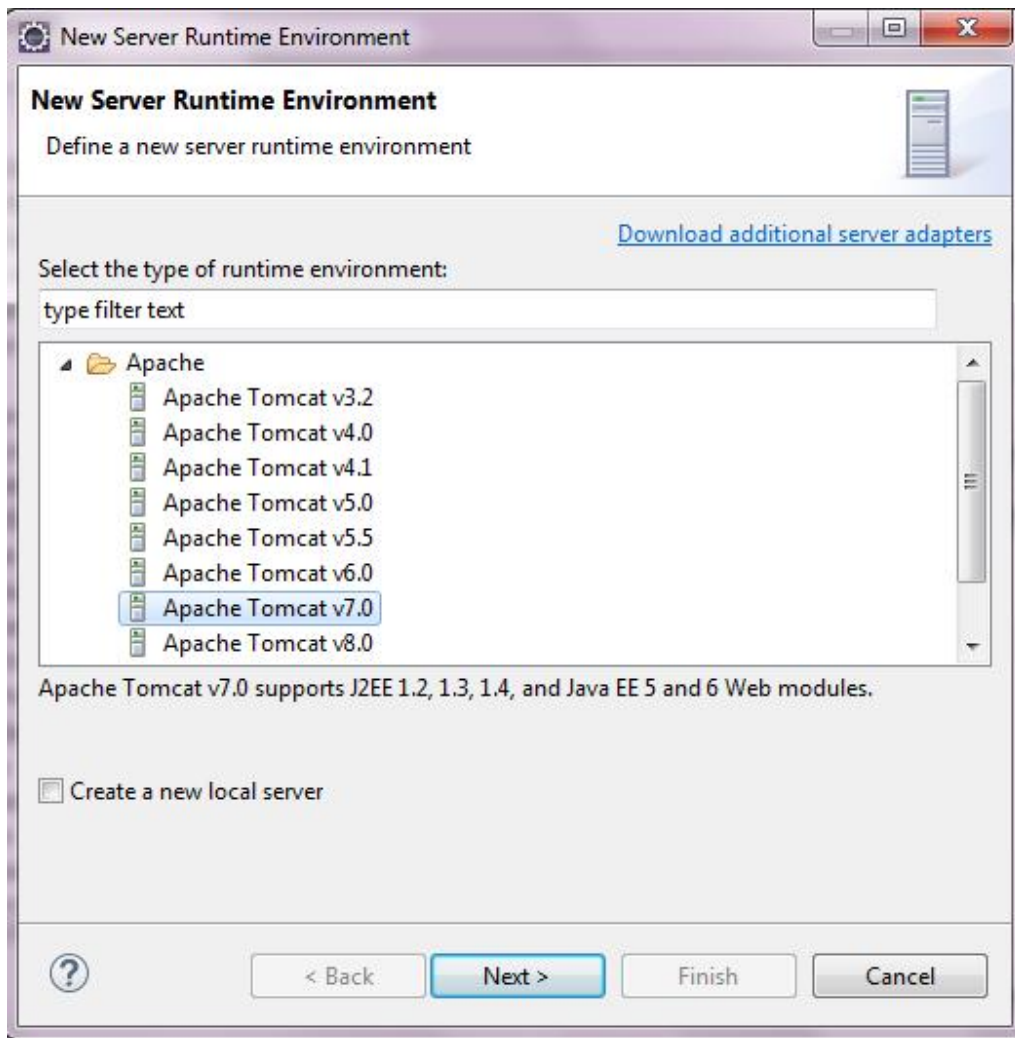 New Server Runtime Environment
New Server Runtime Environment
Define a new server runtime environment
Download additional server adapters
Select the type of runtime environment:
type filter text
Apache
Apache Tomcat v3.2
Apache Tomcat v4.0
Apache Tomcat v4.1
Apache Tomcat v5.0
Apache Tomcat v5.5
Apache Tomcat v6.0
Apache Tomcat v7.0
Apache Tomcat v8.0
Apache Tomcat v7.0 supports J2EE 1.2, 1.3, 1.4, and Java EE 5 and 6 Web modules.
Create a new local server
? < Back Next > Finish Cancel